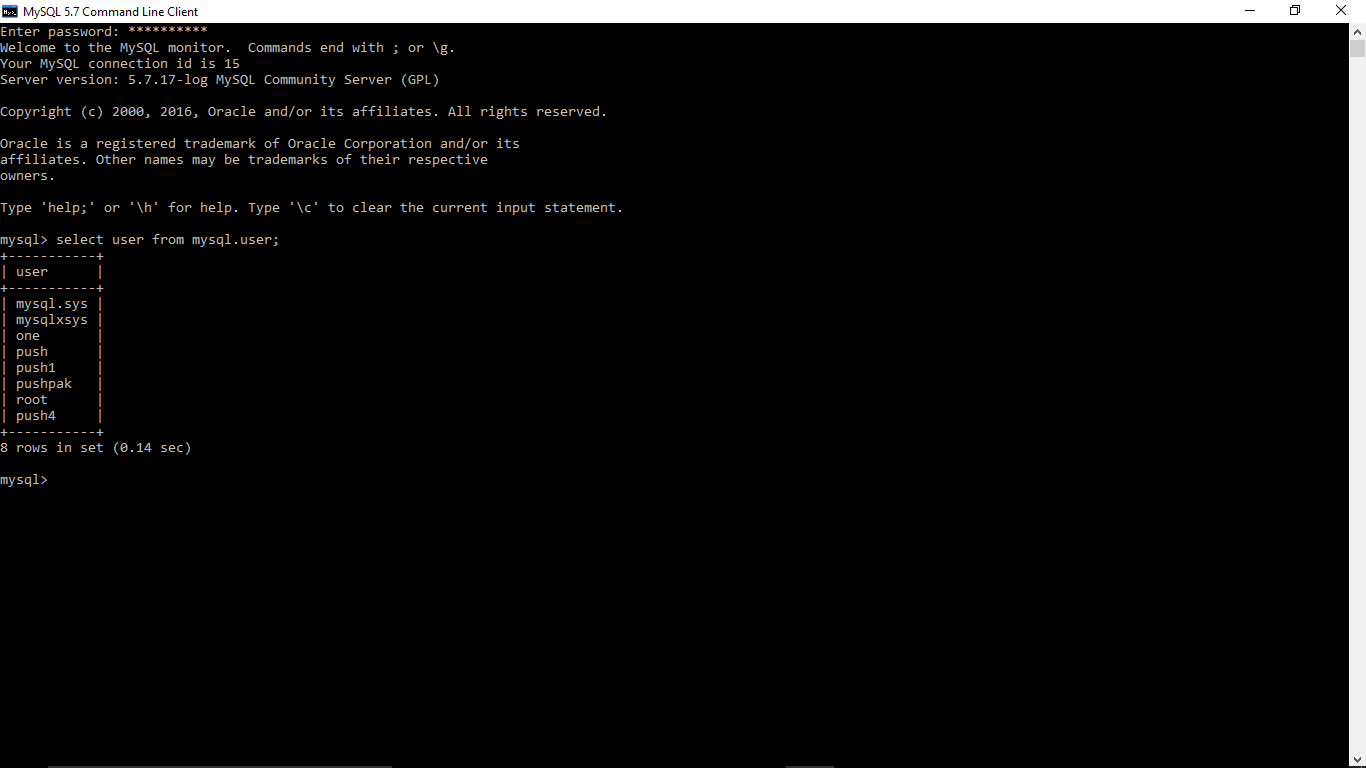 MySQL 5.7 Command Line Client
Enter password: **********
Welcome to the MySQL monitor.  Commands end with ; or \g.
Your MySQL connection id is 15
Server version: 5.7.17-log MySQL Community Server (GPL)
Copyright (c) 2000, 2016, Oracle and/or its affiliates. All rights reserved.
Oracle is a registered trademark of Oracle Corporation and/or its
affiliates. Other names may be trademarks of their respective
owners.
Type 'help;' or '\h' for help. Type '\c' to clear the current input statement.
mysql> select user from mysql.user;
+-----------+
| user      |
+-----------+
| mysql.sys |
| mysqlxsys |
| one       |
| push      |
| push1     |
| pushpak   |
| root      |
| push4     |
+-----------+
8 rows in set (0.14 sec)
mysql>